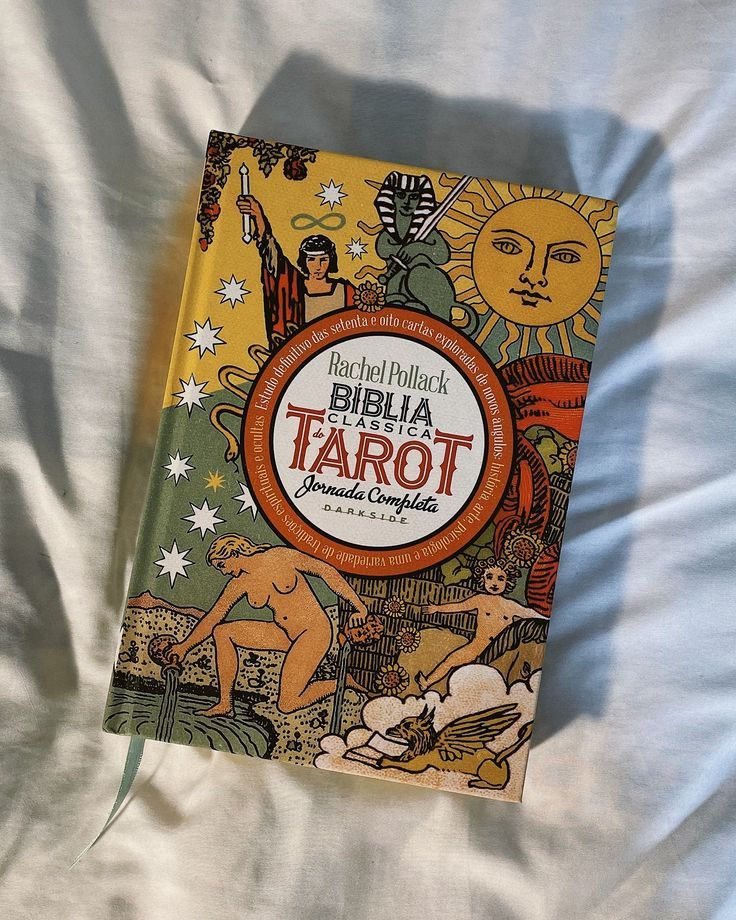 Estudo definitivo das setenta e oito cartas exploradas de novos angulos: história, arte, psicologia e uma variedade de tradições espirituais e ocultas
Rachel Pollack
BÍBLIA
CLÁSSICA
do TAROT
Jornada Completa
DARKSIDE